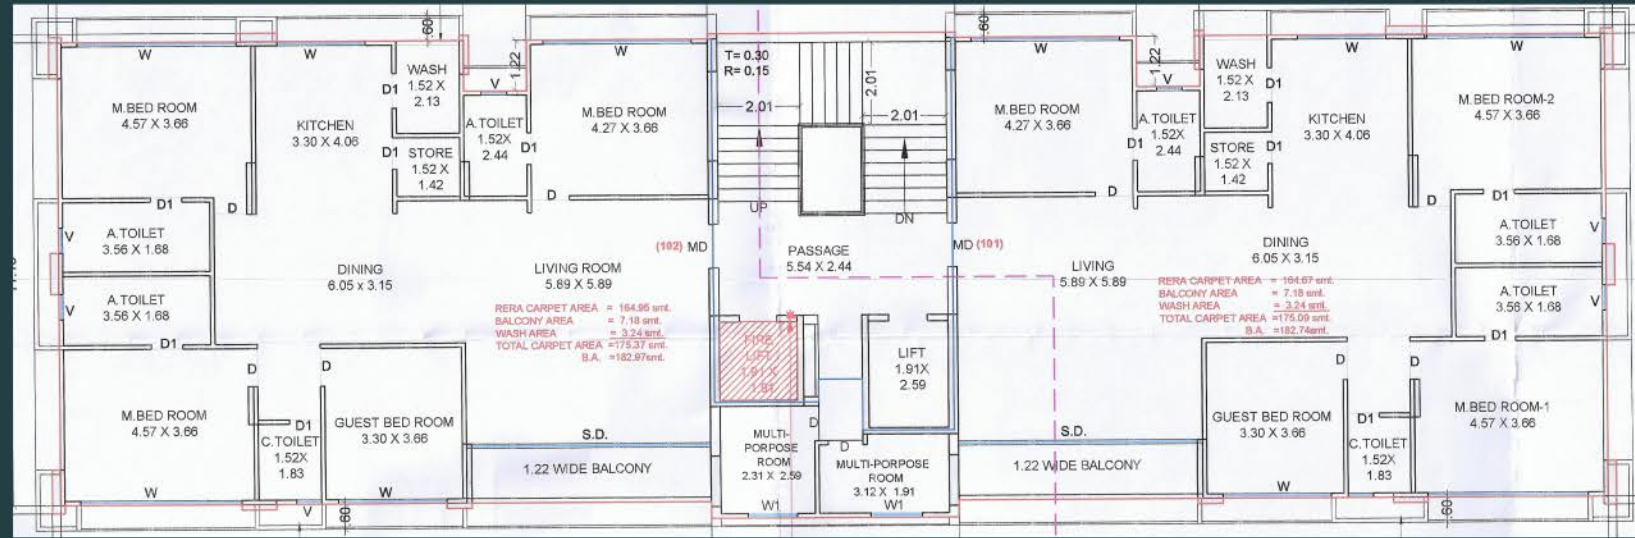 .60
W
W
W
M.BED ROOM
4.57 X 3.66
KITCHEN
3.30 X 4.06
WASH
1.52 X
2.13
D1
D1
STORE
1.52 X
1.42
1.22
V
A.TOILET
1.52X
2.44
D1
M.BED ROOM
4.27 X 3.66
D
D
D1
V
A.TOILET
3.56 X 1.68
A.TOILET
3.56 X 1.68
V
D1
DINING
6.05 x 3.15
LIVING ROOM
5.89 X 5.89
(102) MD
RERA CARPET AREA = 164.95 smt.
BALCONY AREA = 7.18 smt.
WASH AREA = 3.24 smt.
TOTAL CARPET AREA =175.37 smt.
B.A. =182.97smt.
M.BED ROOM
4.57 X 3.66
W
D
D
D1
C.TOILET
1.52X
1.83
V
GUEST BED ROOM
3.30 X 3.66
W
.60
S.D.
1.22 WIDE BALCONY
T= 0.30
R= 0.15
2.01
2.01
2.01
UP
DN
PASSAGE
5.54 X 2.44
FIRE
LIFT
1.91 X
1.91
LIFT
1.91X
2.59
D
D
MULTI-
PORPOSE
ROOM
2.31 X 2.59
W1
MULTI-PORPOSE
ROOM
3.12 X 1.91
W1
.60
W
W
W
M.BED ROOM
4.27 X 3.66
1.22
V
A.TOILET
1.52X
2.44
D1
D
WASH
1.52 X
2.13
D1
D1
STORE
1.52 X
1.42
KITCHEN
3.30 X 4.06
M.BED ROOM-2
4.57 X 3.66
D
D1
A.TOILET
3.56 X 1.68
V
A.TOILET
3.56 X 1.68
V
D1
MD (101)
LIVING
5.89 X 5.89
DINING
6.05 X 3.15
RERA CARPET AREA = 164.67 smt.
BALCONY AREA = 7.18 smt.
WASH AREA = 3.24 smt.
TOTAL CARPET AREA =175.09 smt.
B.A. =182.74smt.
S.D.
1.22 WIDE BALCONY
D
D
GUEST BED ROOM
3.30 X 3.66
W
D1
C.TOILET
1.52X
1.83
M.BED ROOM-1
4.57 X 3.66
W
.60